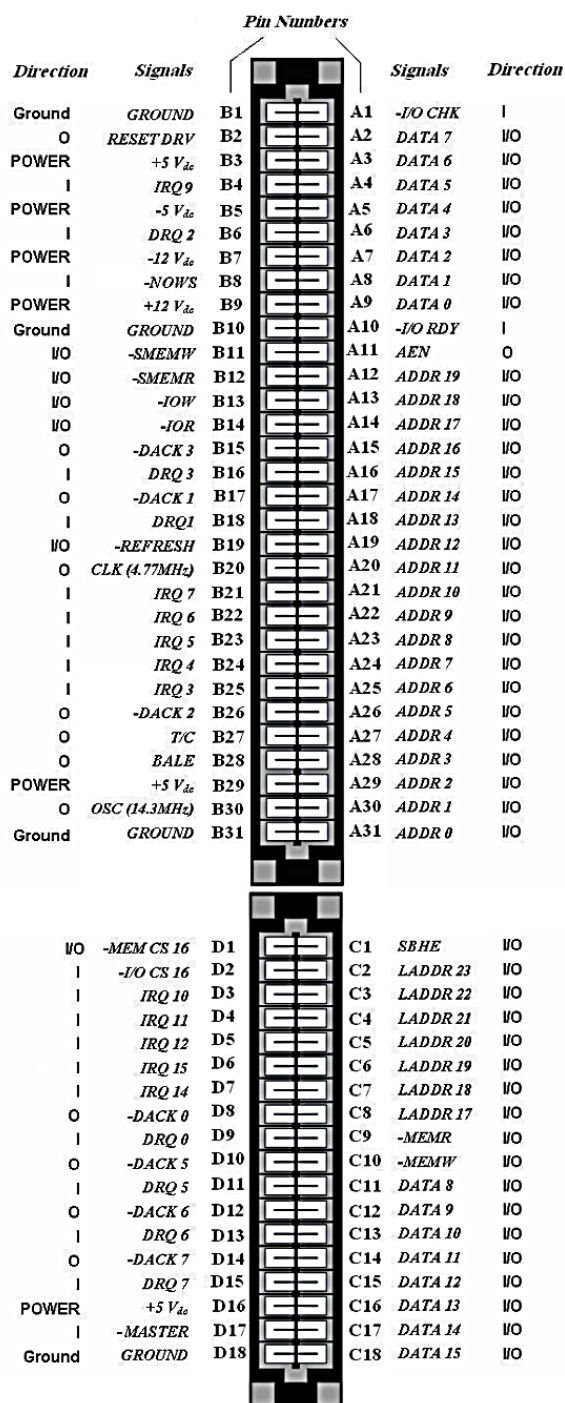 Pin Numbers
Direction Signals Signals Direction
Ground GROUND B1 A1 -I/O CHK I
O RESET DRV B2 A2 DATA 7 I/O
POWER +5 Vdc B3 A3 DATA 6 I/O
I IRQ 9 B4 A4 DATA 5 I/O
POWER -5 Vdc B5 A5 DATA 4 I/O
I DRQ 2 B6 A6 DATA 3 I/O
POWER -12 Vdc B7 A7 DATA 2 I/O
I -NOWS B8 A8 DATA 1 I/O
POWER +12 Vdc B9 A9 DATA 0 I/O
Ground GROUND B10 A10 -I/O RDY I
I/O -SMEMW B11 A11 AEN O
I/O -SMEMR B12 A12 ADDR 19 I/O
I/O -IOW B13 A13 ADDR 18 I/O
I/O -IOR B14 A14 ADDR 17 I/O
O -DACK 3 B15 A15 ADDR 16 I/O
I DRQ 3 B16 A16 ADDR 15 I/O
O -DACK 1 B17 A17 ADDR 14 I/O
I DRQ1 B18 A18 ADDR 13 I/O
I/O -REFRESH B19 A19 ADDR 12 I/O
O CLK (4.77MHz) B20 A20 ADDR 11 I/O
I IRQ 7 B21 A21 ADDR 10 I/O
I IRQ 6 B22 A22 ADDR 9 I/O
I IRQ 5 B23 A23 ADDR 8 I/O
I IRQ 4 B24 A24 ADDR 7 I/O
I IRQ 3 B25 A25 ADDR 6 I/O
O -DACK 2 B26 A26 ADDR 5 I/O
O T/C B27 A27 ADDR 4 I/O
O BALE B28 A28 ADDR 3 I/O
POWER +5 Vdc B29 A29 ADDR 2 I/O
O OSC (14.3MHz) B30 A30 ADDR 1 I/O
Ground GROUND B31 A31 ADDR 0 I/O
I/O -MEM CS 16 D1 C1 SBHE I/O
I -I/O CS 16 D2 C2 LADDR 23 I/O
I IRQ 10 D3 C3 LADDR 22 I/O
I IRQ 11 D4 C4 LADDR 21 I/O
I IRQ 12 D5 C5 LADDR 20 I/O
I IRQ 15 D6 C6 LADDR 19 I/O
I IRQ 14 D7 C7 LADDR 18 I/O
O -DACK 0 D8 C8 LADDR 17 I/O
I DRQ 0 D9 C9 -MEMR I/O
O -DACK 5 D10 C10 -MEMW I/O
I DRQ 5 D11 C11 DATA 8 I/O
O -DACK 6 D12 C12 DATA 9 I/O
I DRQ 6 D13 C13 DATA 10 I/O
O -DACK 7 D14 C14 DATA 11 I/O
I DRQ 7 D15 C15 DATA 12 I/O
POWER +5 Vdc D16 C16 DATA 13 I/O
I -MASTER D17 C17 DATA 14 I/O
Ground GROUND D18 C18 DATA 15 I/O